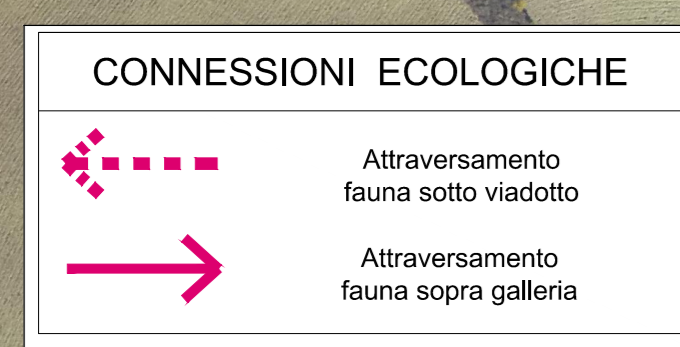 CONNESSIONI ECOLOGICHE
Attraversamento
fauna sotto viadotto
Attraversamento
fauna sopra galleria